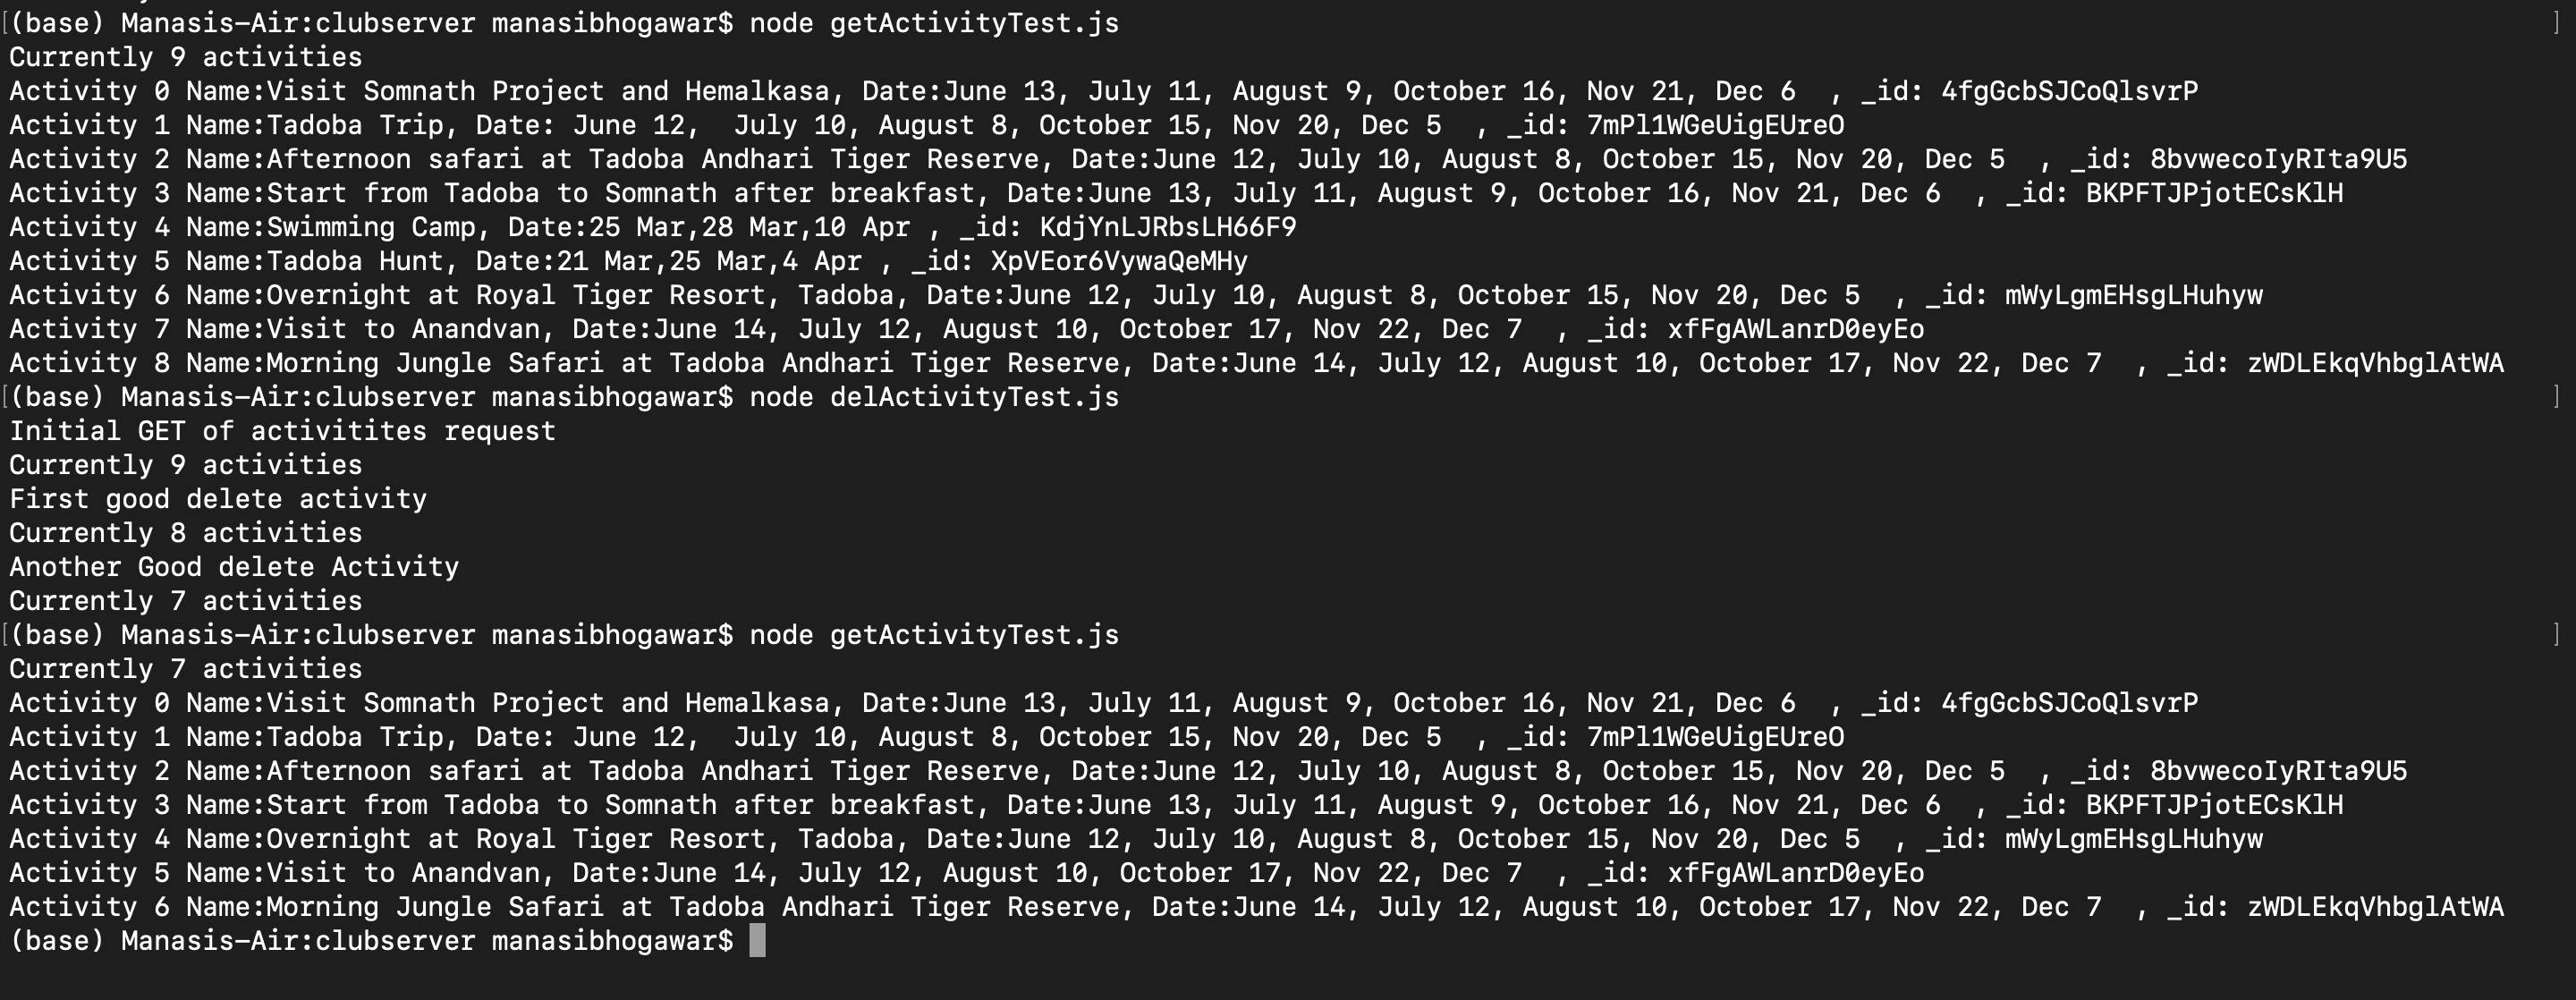 [(base) Manasis-Air:clubserver manasibhogawar$ node getActivityTest.js ]
Currently 9 activities
Activity 0 Name:Visit Somnath Project and Hemalkasa, Date:June 13, July 11, August 9, October 16, Nov 21, Dec 6  , _id: 4fgGcbSJCoQlsvrP
Activity 1 Name:Tadoba Trip, Date: June 12,  July 10, August 8, October 15, Nov 20, Dec 5  , _id: 7mPl1WGeUigEUreO
Activity 2 Name:Afternoon safari at Tadoba Andhari Tiger Reserve, Date:June 12, July 10, August 8, October 15, Nov 20, Dec 5  , _id: 8bvwecoIyRIta9U5
Activity 3 Name:Start from Tadoba to Somnath after breakfast, Date:June 13, July 11, August 9, October 16, Nov 21, Dec 6  , _id: BKPFTJPjotECsKlH
Activity 4 Name:Swimming Camp, Date:25 Mar,28 Mar,10 Apr , _id: KdjYnLJRbsLH66F9
Activity 5 Name:Tadoba Hunt, Date:21 Mar,25 Mar,4 Apr , _id: XpVEor6VywaQeMHy
Activity 6 Name:Overnight at Royal Tiger Resort, Tadoba, Date:June 12, July 10, August 8, October 15, Nov 20, Dec 5  , _id: mWyLgmEHsgLHuhyw
Activity 7 Name:Visit to Anandvan, Date:June 14, July 12, August 10, October 17, Nov 22, Dec 7  , _id: xfFgAWLanrD0eyEo
Activity 8 Name:Morning Jungle Safari at Tadoba Andhari Tiger Reserve, Date:June 14, July 12, August 10, October 17, Nov 22, Dec 7  , _id: zWDLEkqVhbglAtWA
[(base) Manasis-Air:clubserver manasibhogawar$ node delActivityTest.js ]
Initial GET of activitites request
Currently 9 activities
First good delete activity
Currently 8 activities
Another Good delete Activity
Currently 7 activities
[(base) Manasis-Air:clubserver manasibhogawar$ node getActivityTest.js ]
Currently 7 activities
Activity 0 Name:Visit Somnath Project and Hemalkasa, Date:June 13, July 11, August 9, October 16, Nov 21, Dec 6  , _id: 4fgGcbSJCoQlsvrP
Activity 1 Name:Tadoba Trip, Date: June 12,  July 10, August 8, October 15, Nov 20, Dec 5  , _id: 7mPl1WGeUigEUreO
Activity 2 Name:Afternoon safari at Tadoba Andhari Tiger Reserve, Date:June 12, July 10, August 8, October 15, Nov 20, Dec 5  , _id: 8bvwecoIyRIta9U5
Activity 3 Name:Start from Tadoba to Somnath after breakfast, Date:June 13, July 11, August 9, October 16, Nov 21, Dec 6  , _id: BKPFTJPjotECsKlH
Activity 4 Name:Overnight at Royal Tiger Resort, Tadoba, Date:June 12, July 10, August 8, October 15, Nov 20, Dec 5  , _id: mWyLgmEHsgLHuhyw
Activity 5 Name:Visit to Anandvan, Date:June 14, July 12, August 10, October 17, Nov 22, Dec 7  , _id: xfFgAWLanrD0eyEo
Activity 6 Name:Morning Jungle Safari at Tadoba Andhari Tiger Reserve, Date:June 14, July 12, August 10, October 17, Nov 22, Dec 7  , _id: zWDLEkqVhbglAtWA
(base) Manasis-Air:clubserver manasibhogawar$